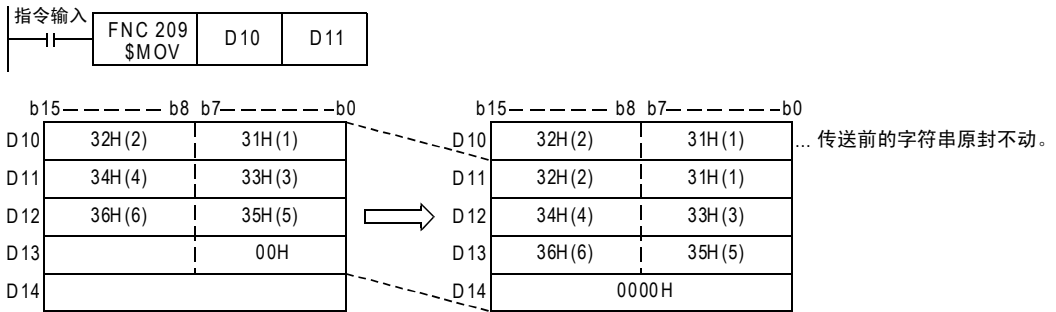 指令输入
FNC 209 D10 D11
$MOV
b15 b8 b7 b0 b15 b8 b7 b0
D10 32H(2) 31H(1) D10 32H(2) 31H(1) ... 传送前的字符串原封不动。
D11 34H(4) 33H(3) D11 32H(2) 31H(1)
D12 36H(6) 35H(5) D12 34H(4) 33H(3)
D13 00H D13 36H(6) 35H(5)
D14 D14 0000H